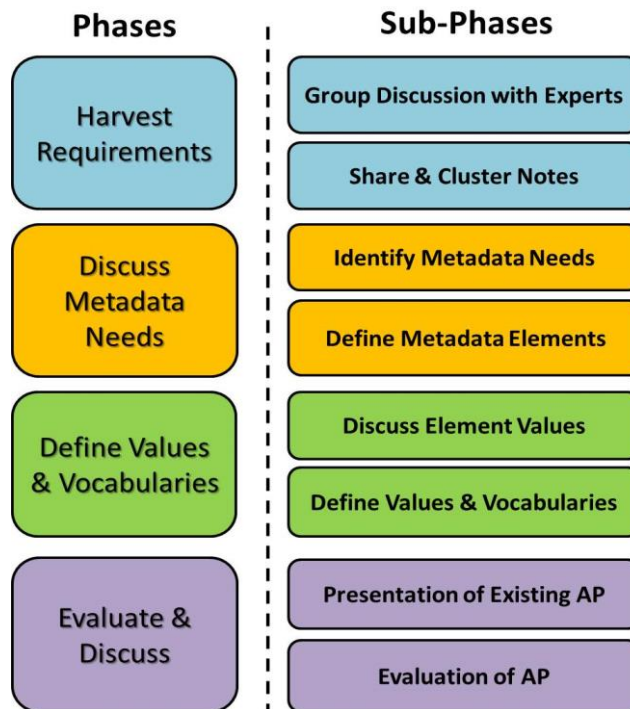 Phases
Sub-Phases
Harvest
Requirements
Group Discussion with Experts
Share & Cluster Notes
Discuss
Metadata
Needs
Identify Metadata Needs
Define Metadata Elements
Define Values
& Vocabularies
Discuss Element Values
Define Values & Vocabularies
Evaluate &
Discuss
Presentation of Existing AP
Evaluation of AP